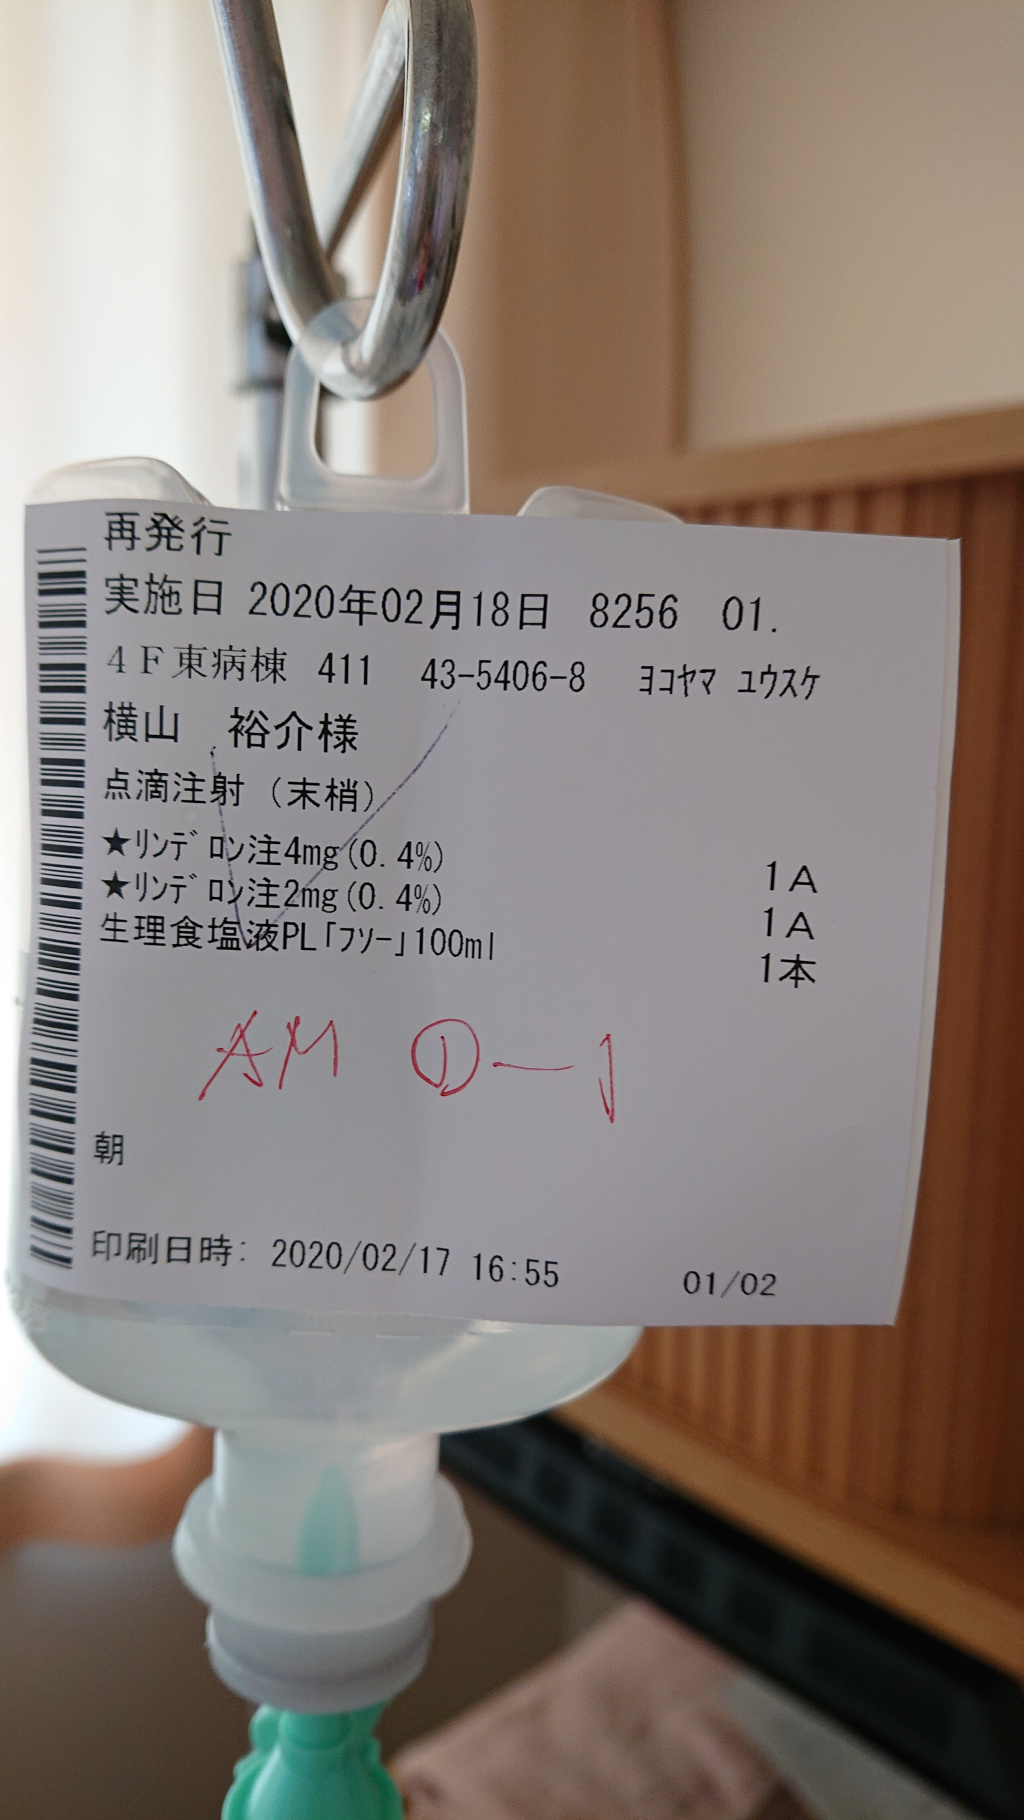 再発行
実施日 2020年02月18日 8256 01.
4F東病棟 411 43-5406-8 ﾖｺﾔﾏ ﾕｳｽｹ
横山 裕介様
点滴注射（末梢）
★ﾘﾝﾃﾞﾛﾝ注4mg(0.4%) 1A
★ﾘﾝﾃﾞﾛﾝ注2mg(0.4%) 1A
生理食塩液PL｢ﾌｿｰ｣100ml 1本
AM ①－1
朝
印刷日時: 2020/02/17 16:55 01/02